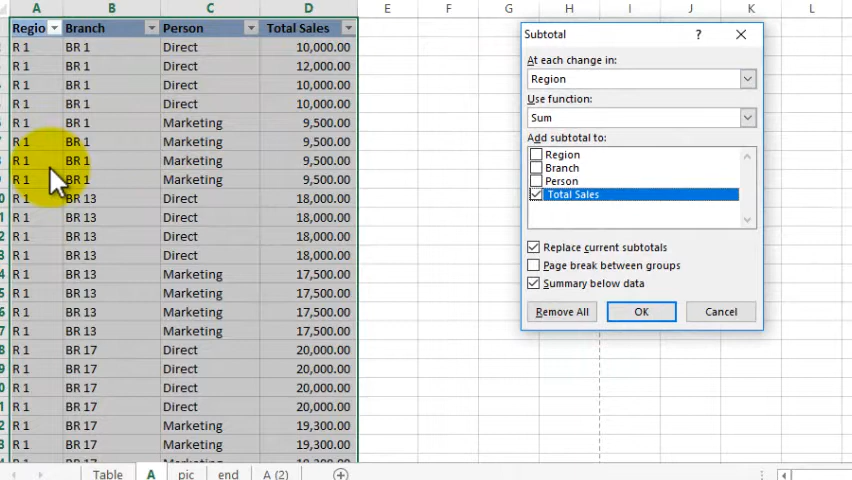 A B C D E F G H I J K L
Regio Branch Person Total Sales
R 1 BR 1 Direct 10,000.00
R 1 BR 1 Direct 12,000.00
R 1 BR 1 Direct 10,000.00
R 1 BR 1 Direct 10,000.00
R 1 BR 1 Marketing 9,500.00
R 1 BR 1 Marketing 9,500.00
R 1 BR 1 Marketing 9,500.00
R 1 BR 1 Marketing 9,500.00
R 1 BR 13 Direct 18,000.00
R 1 BR 13 Direct 18,000.00
R 1 BR 13 Direct 18,000.00
R 1 BR 13 Direct 18,000.00
R 1 BR 13 Marketing 17,500.00
R 1 BR 13 Marketing 17,500.00
R 1 BR 13 Marketing 17,500.00
R 1 BR 13 Marketing 17,500.00
R 1 BR 17 Direct 20,000.00
R 1 BR 17 Direct 20,000.00
R 1 BR 17 Direct 20,000.00
R 1 BR 17 Direct 20,000.00
R 1 BR 17 Marketing 19,300.00
R 1 BR 17 Marketing 19,300.00
R 1 BR 17 Marketing 19,300.00
Subtotal ?
At each change in:
Region
Use function:
Sum
Add subtotal to:
Region
Branch
Person
Total Sales
Replace current subtotals
Page break between groups
Summary below data
Remove All OK Cancel
Table A pic end A (2)